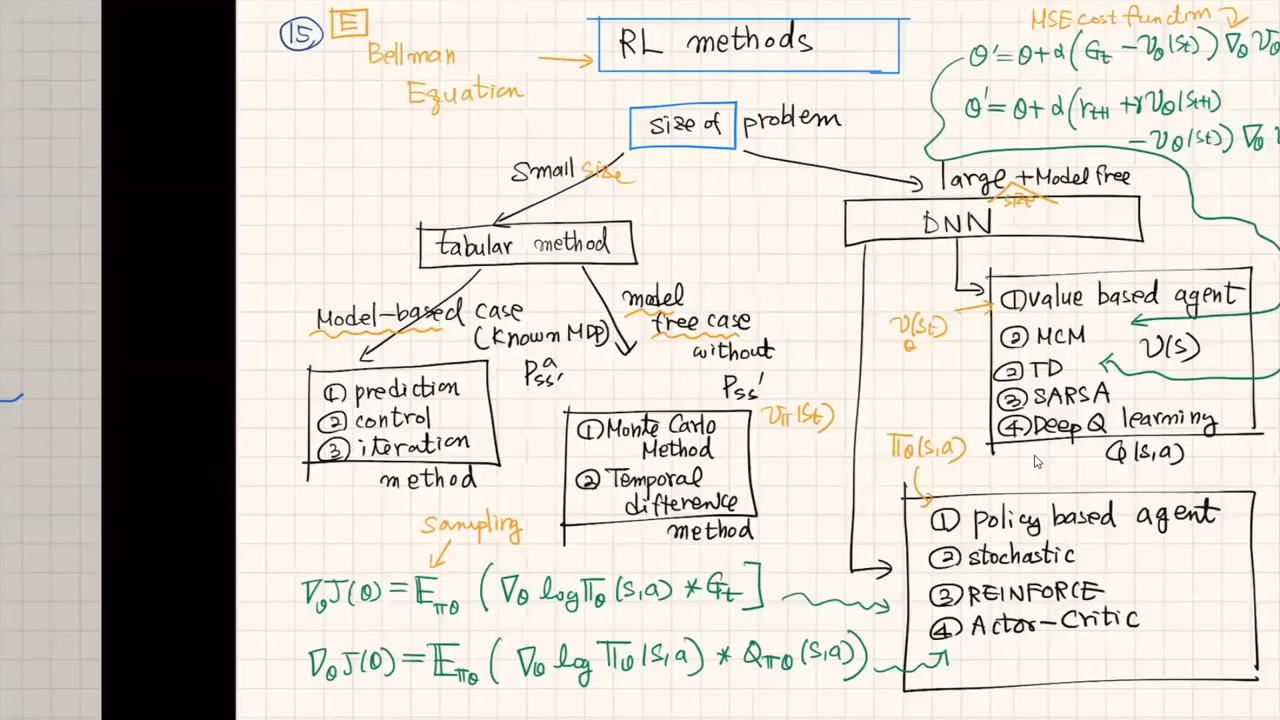 15 E
RL methods
Bellman
Equation
MSE cost function
θ' = θ + α(Gt - Vθ(St)) ∇θ Vθ
θ' = θ + α(rt+1 + γVθ(St+1)
- Vθ(St)) ∇θ V
size of problem
Small size
large + Model free
size
tabular method
DNN
Model-based case
(Known MDP)
P^a_ss'
model
free case
without
Pss'
① prediction
② control
③ iteration
method
① Monte Carlo
Method
② Temporal
difference
method
Vπ(St)
V(St)
θ
① value based agent
② MCM
② TD
③ SARSA
④ Deep Q learning
V(s)
Q(s,a)
πθ(s,a)
① policy based agent
② stochastic
③ REINFORCE
④ Actor-Critic
Sampling
∇θJ(θ) = Eπθ (∇θ log πθ(s,a) * Gt]
∇θJ(θ) = Eπθ (∇θ log πθ(s,a) * Qπθ(s,a))